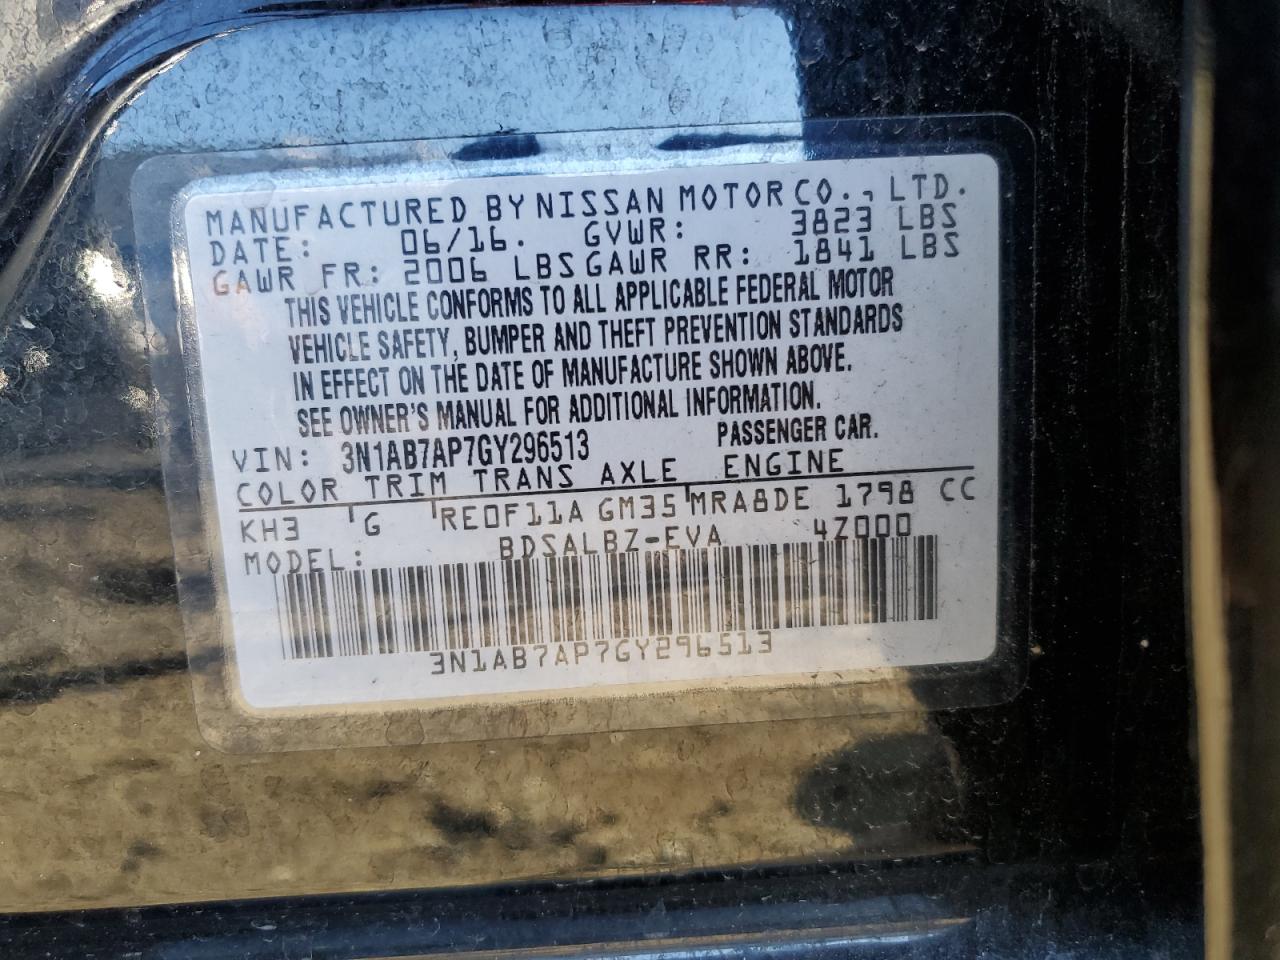 MANUFACTURED BY NISSAN MOTOR CO., LTD.
DATE: 06/16. GVWR: 3823 LBS
GAWR FR: 2006 LBS GAWR RR: 1841 LBS
THIS VEHICLE CONFORMS TO ALL APPLICABLE FEDERAL MOTOR
VEHICLE SAFETY, BUMPER AND THEFT PREVENTION STANDARDS
IN EFFECT ON THE DATE OF MANUFACTURE SHOWN ABOVE.
SEE OWNER'S MANUAL FOR ADDITIONAL INFORMATION.
VIN: 3N1AB7AP7GY296513 PASSENGER CAR.
COLOR TRIM TRANS AXLE ENGINE
KH3 G RE0F11A GM35 MRA8DE 1798 CC
MODEL: BDSALBZ-EVA 4Z000
3N1AB7AP7GY296513